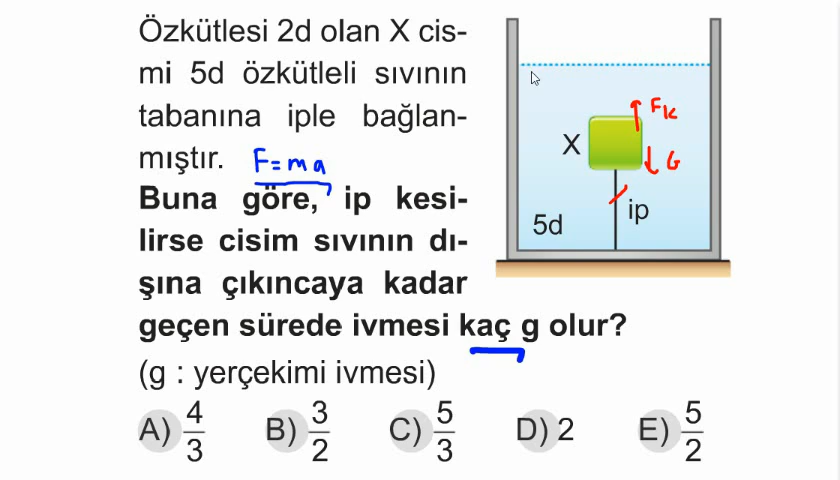 Özkütlesi 2d olan X cis-
mi 5d özkütleli sıvının
tabanına iple bağlan-
mıştır. F=ma
Buna göre, ip kesi-
lirse cisim sıvının dı-
şına çıkıncaya kadar
geçen sürede ivmesi kaç g olur?
(g : yerçekimi ivmesi)
A) 4/3 B) 3/2 C) 5/3 D) 2 E) 5/2
Fk
X
G
ip
5d